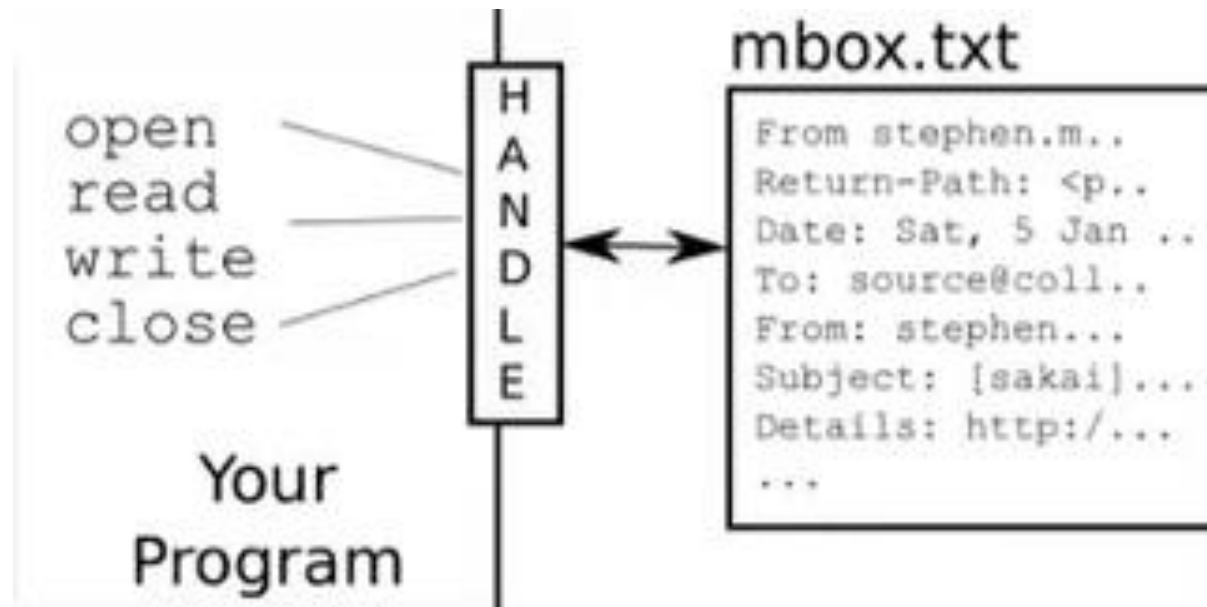 open
read
write
close
Your
Program
HANDLE
mbox.txt
From stephen.m..
Return-Path: <p..
Date: Sat, 5 Jan ..
To: source@coll..
From: stephen...
Subject: [sakai]...
Details: http:/...
...